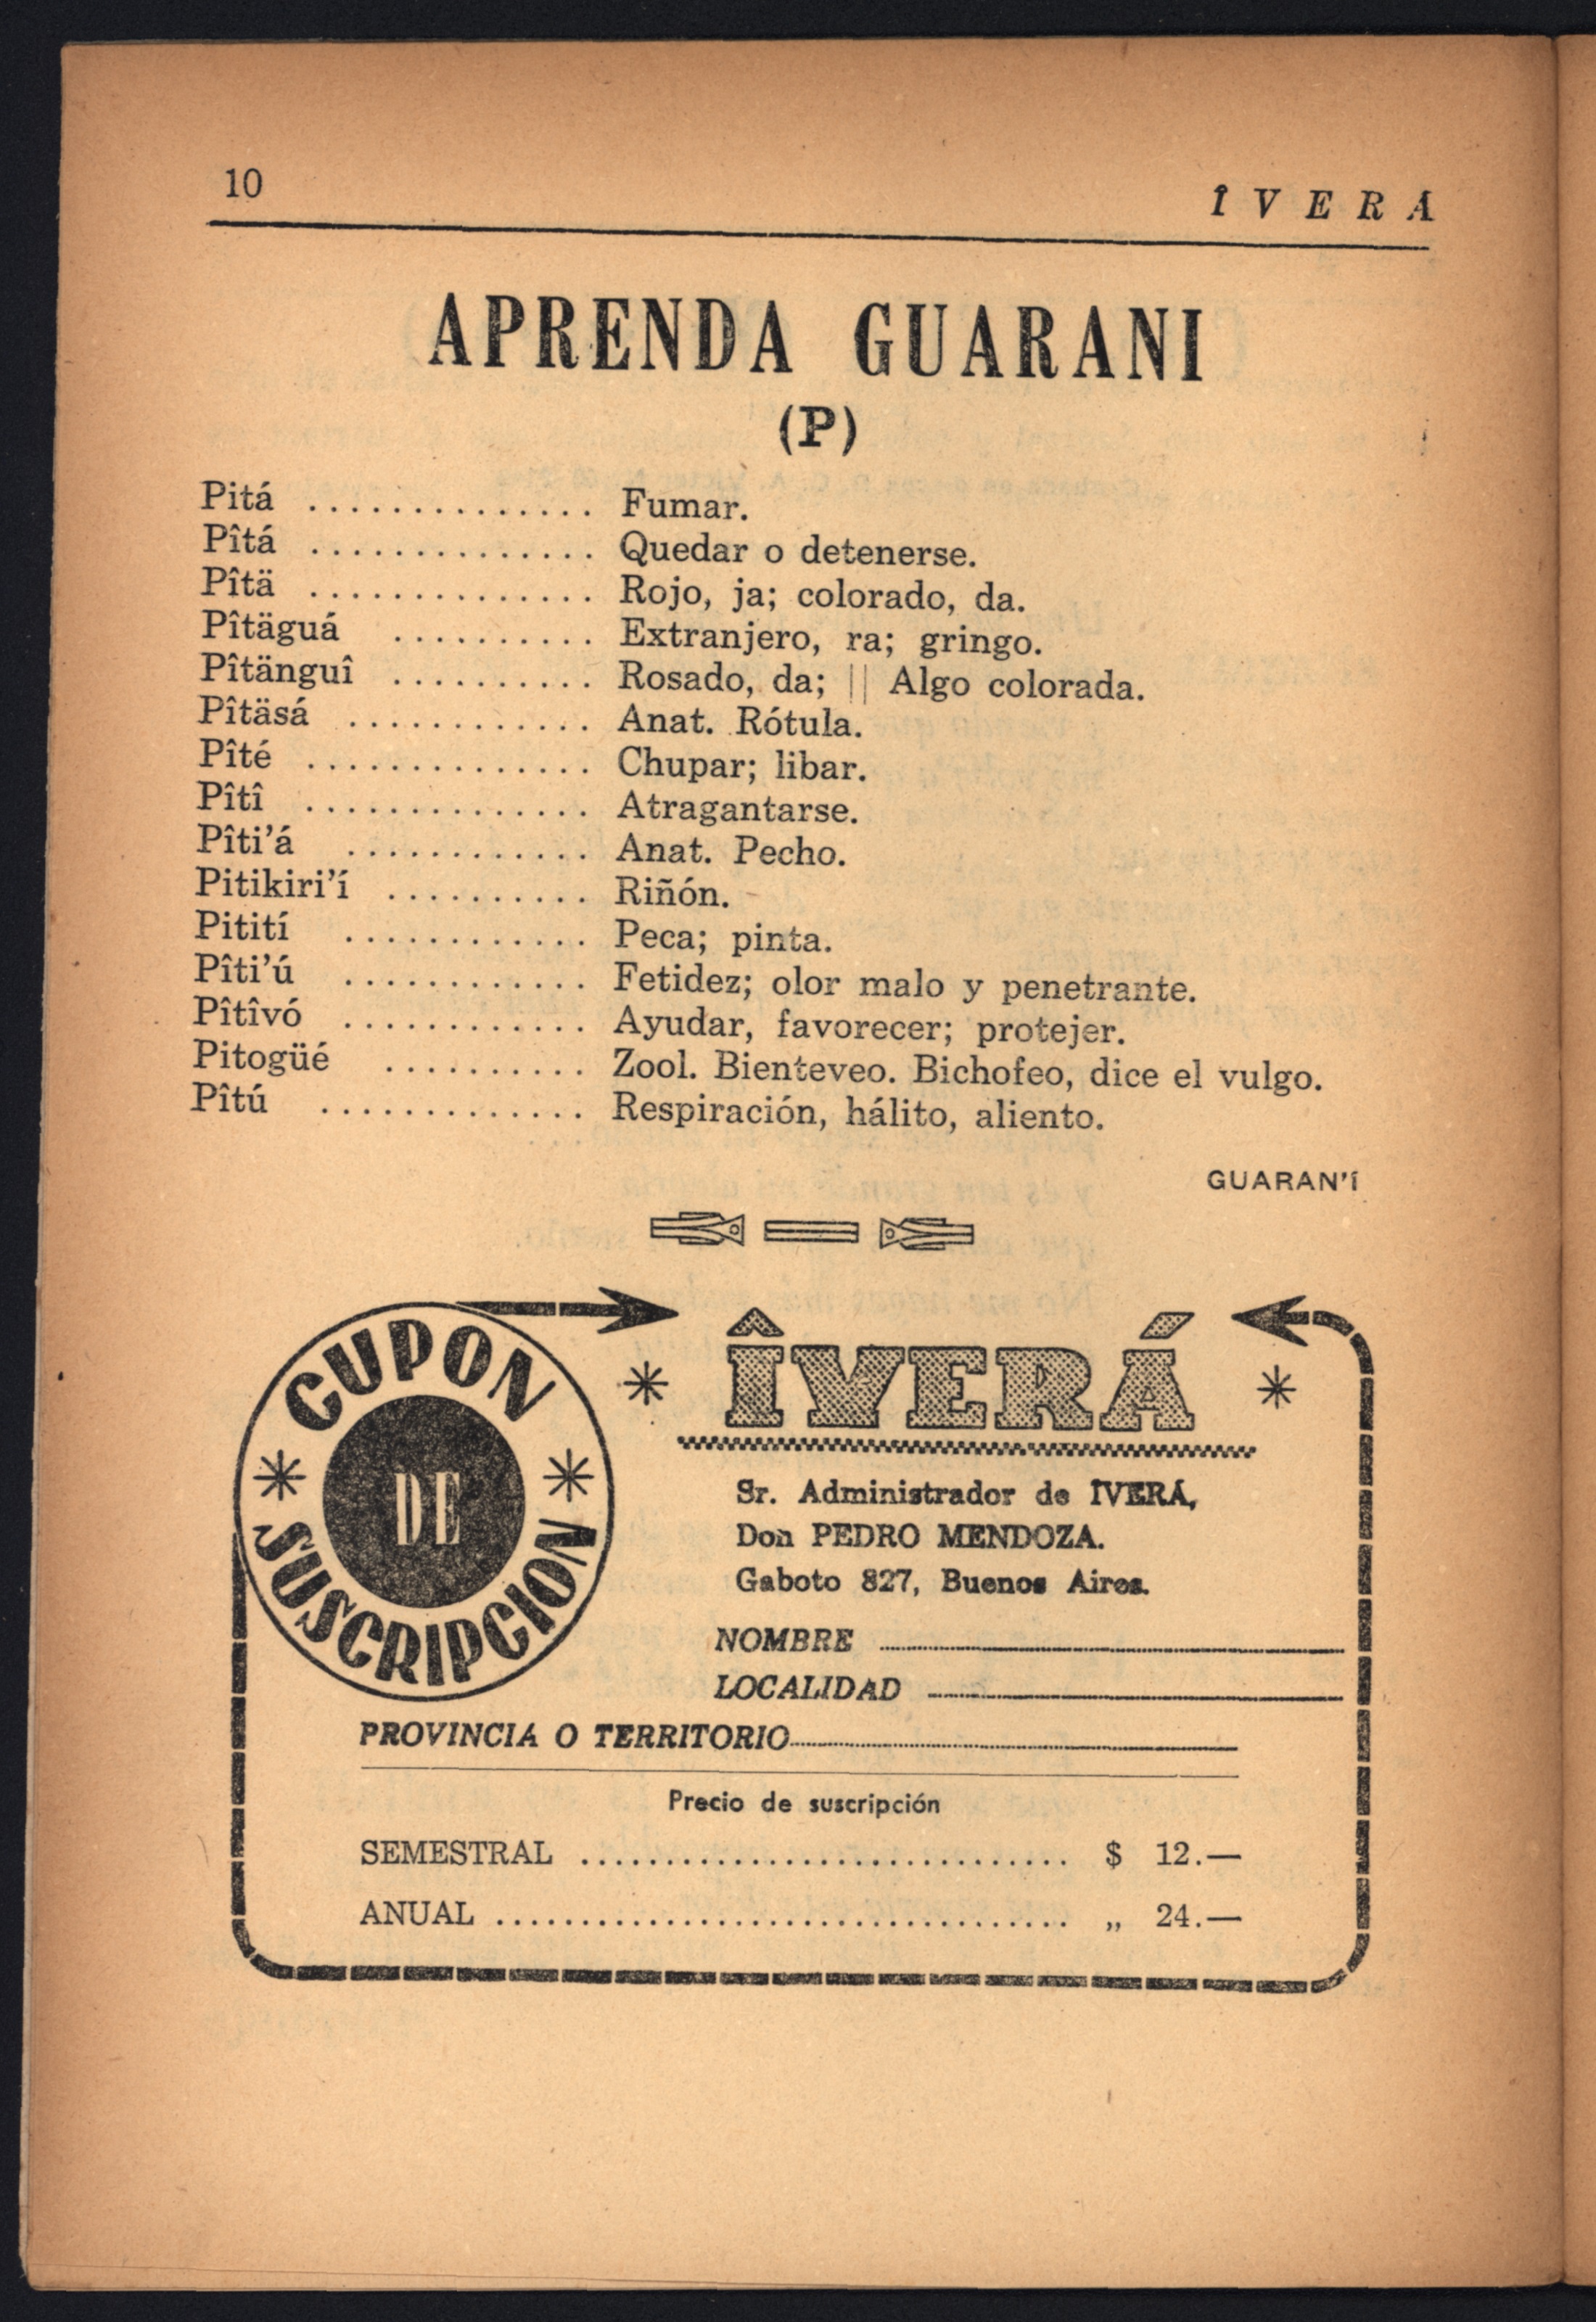 10
Î V E R Á
APRENDA GUARANI
(P)
Pitá .............. Fumar.
Pîtá .............. Quedar o detenerse.
Pîtä .............. Rojo, ja; colorado, da.
Pîtäguá .......... Extranjero, ra; gringo.
Pîtänguî .......... Rosado, da; || Algo colorada.
Pîtäsá ............ Anat. Rótula.
Pîté .............. Chupar; libar.
Pîtî .............. Atragantarse.
Pîti'á ............ Anat. Pecho.
Pitikiri'í .......... Riñón.
Pitití ............ Peca; pinta.
Pîti'ú ............ Fetidez; olor malo y penetrante.
Pîtîvó ............ Ayudar, favorecer; protejer.
Pitogüé .......... Zool. Bienteveo. Bichofeo, dice el vulgo.
Pîtú ............. Respiración, hálito, aliento.
GUARAN'Í
CUPON
DE
SUSCRIPCION
* ÎVERÁ *
Sr. Administrador de ÎVERÁ,
Don PEDRO MENDOZA.
Gaboto 827, Buenos Aires.
NOMBRE
LOCALIDAD
PROVINCIA O TERRITORIO
Precio de suscripción
SEMESTRAL .............................. $ 12.—
ANUAL .................................. „ 24.—